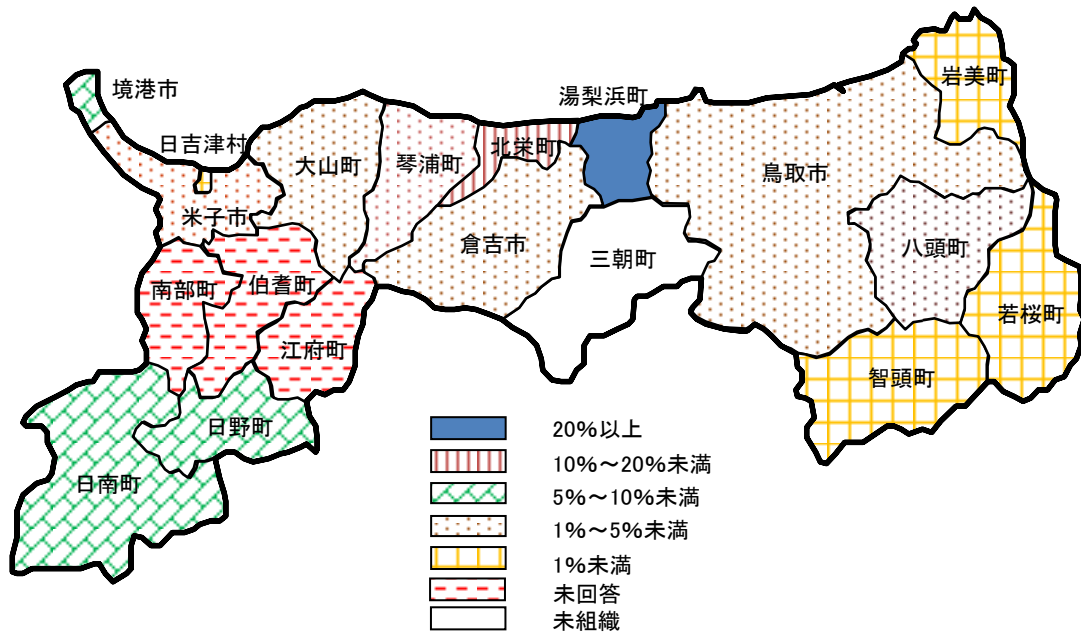 岩美町
境港市
湯梨浜町
日吉津村
北栄町
大山町
琴浦町
鳥取市
米子市
倉吉市
八頭町
三朝町
伯耆町
南部町
若桜町
江府町
智頭町
日野町
日南町
20%以上
10%～20%未満
5%～10%未満
1%～5%未満
1%未満
未回答
未組織